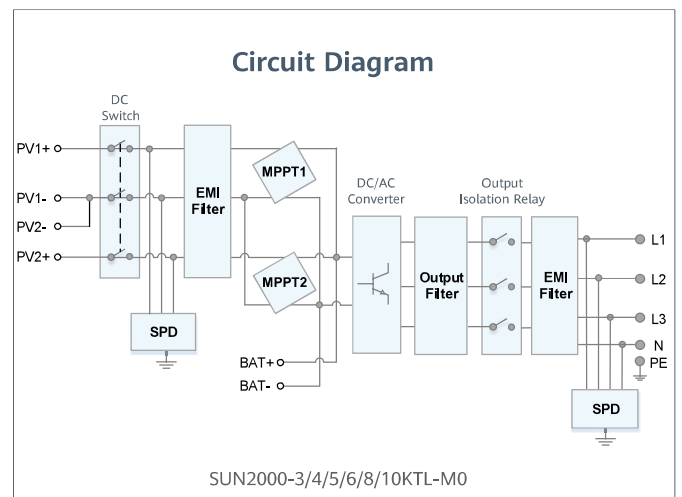 Circuit Diagram
DC
Switch
PV1+
PV1-
PV2-
PV2+
EMI
Filter
MPPT1
MPPT2
SPD
BAT+
BAT-
DC/AC
Converter
Output
Filter
Output
Isolation Relay
EMI
Filter
L1
L2
L3
N
PE
SPD
SUN2000-3/4/5/6/8/10KTL-M0